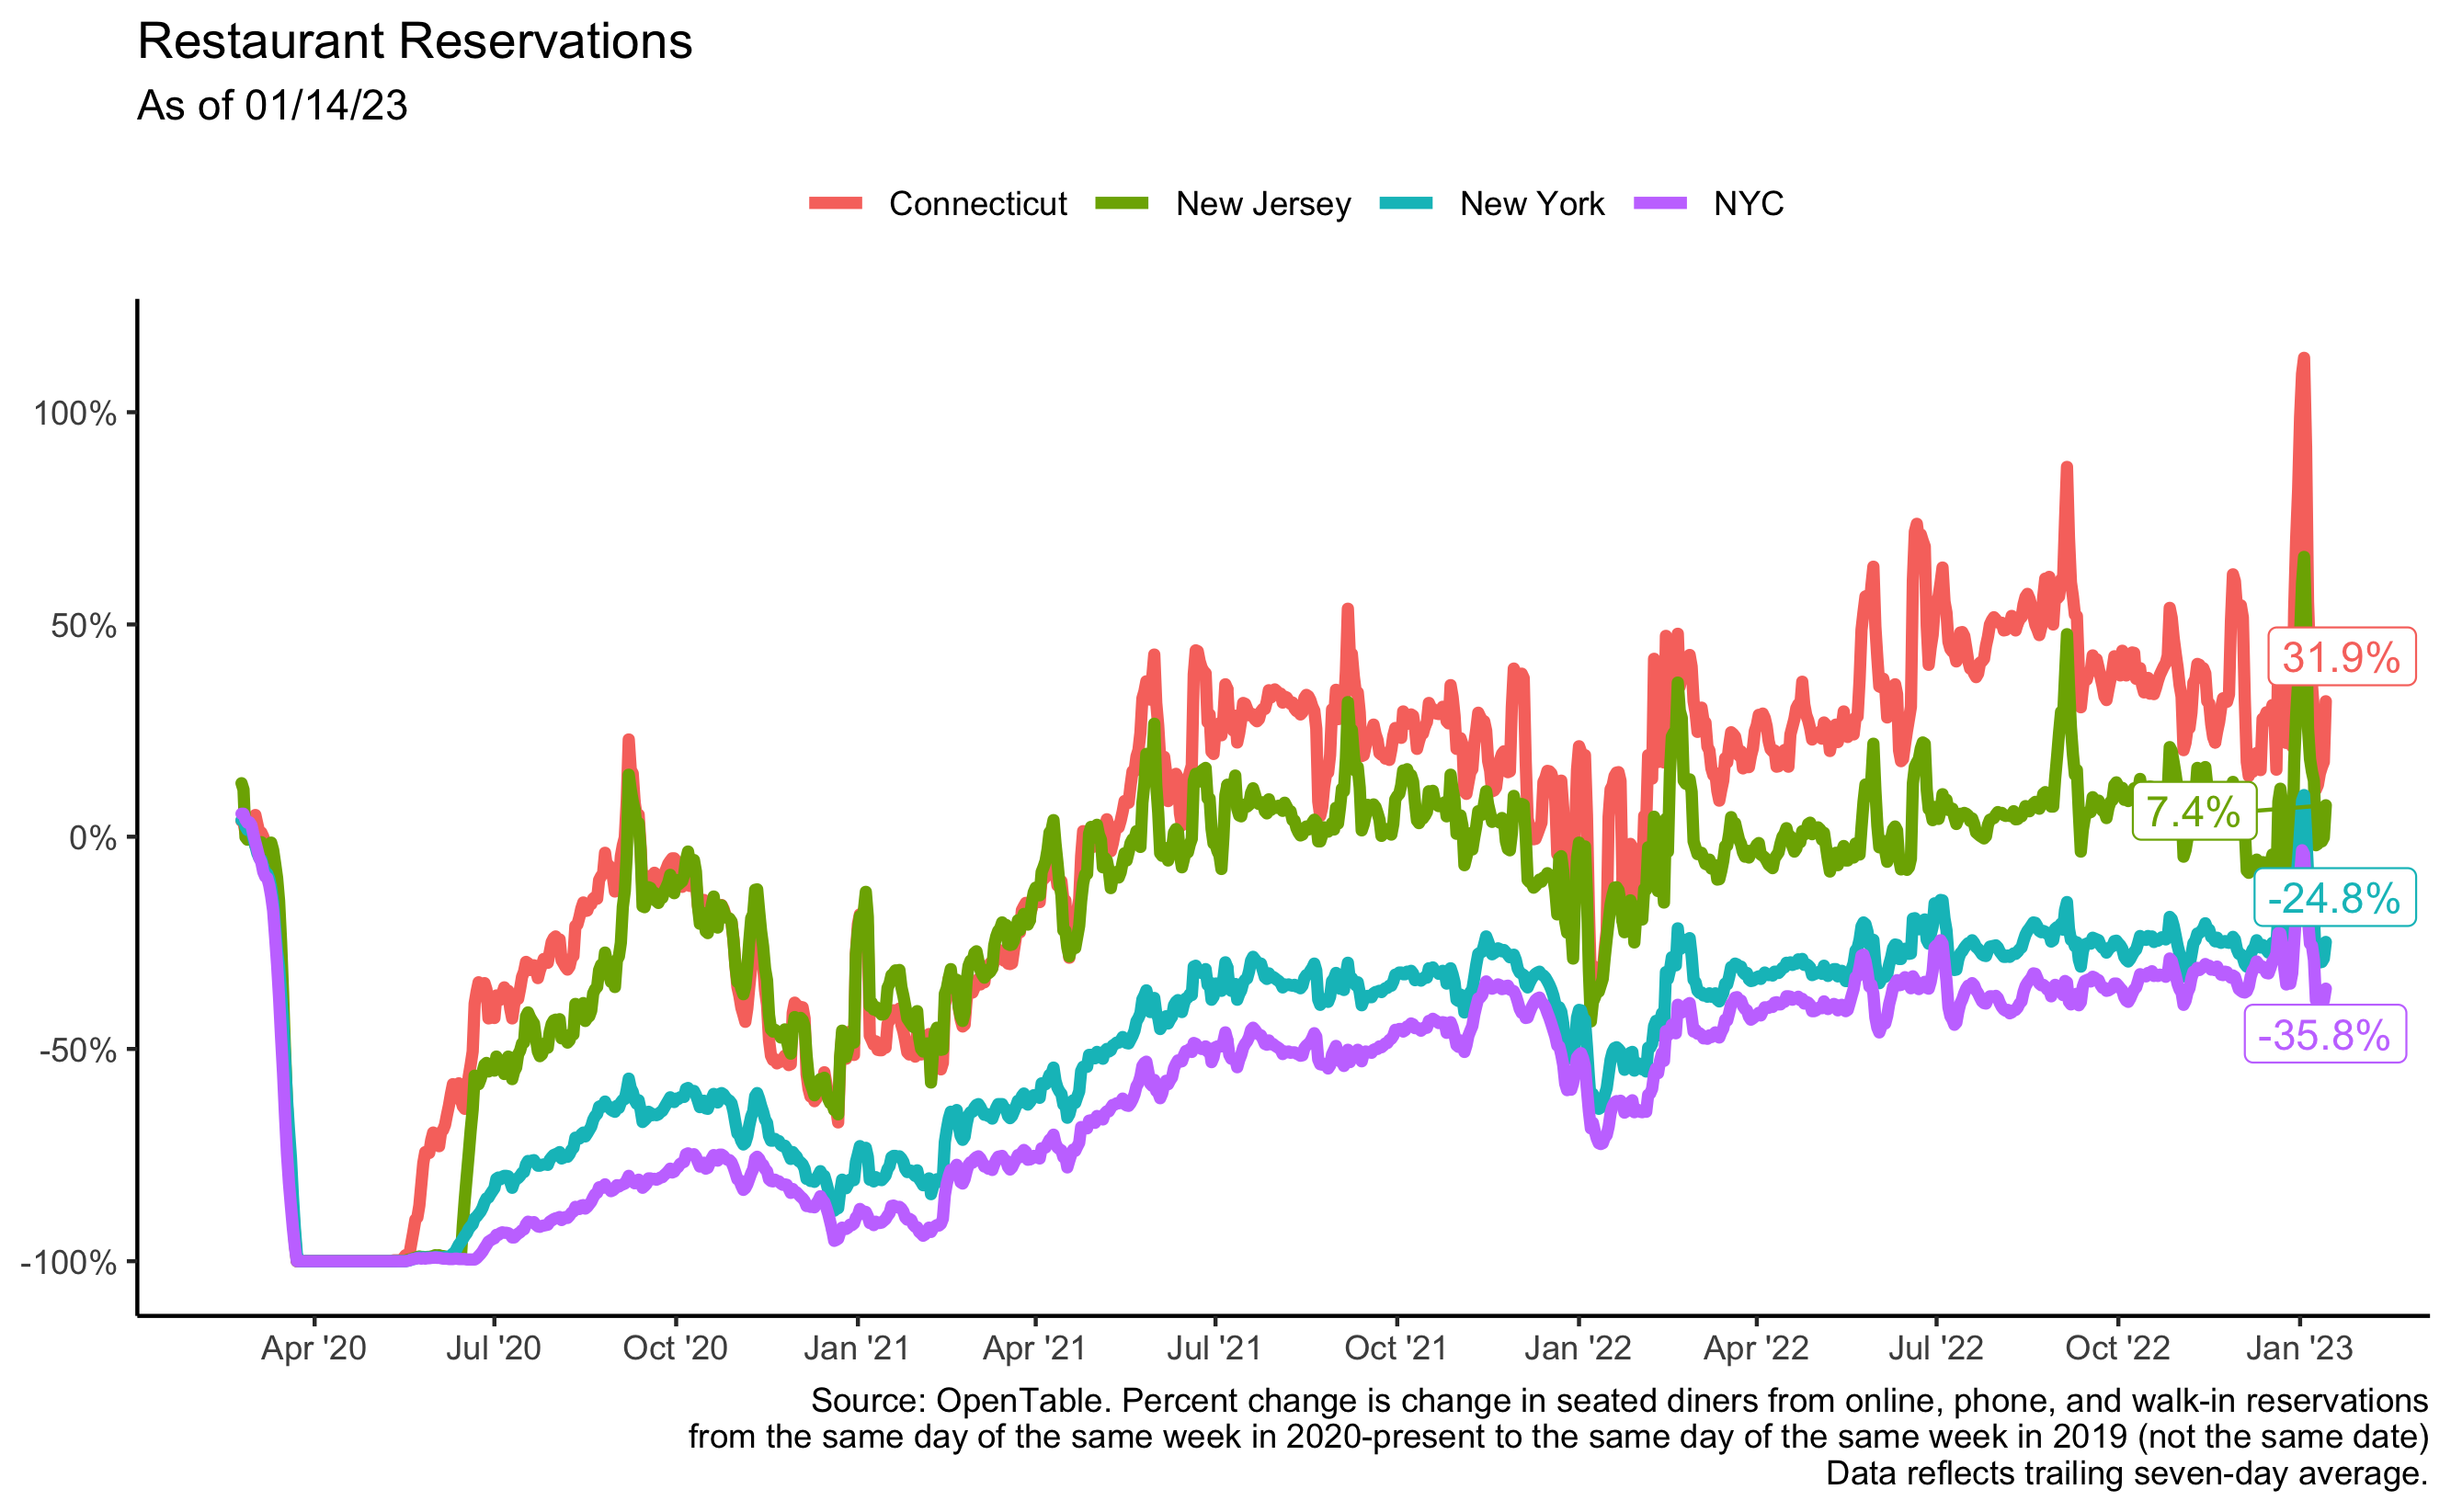 Restaurant Reservations
As of 01/14/23
Connecticut New Jersey New York NYC
100%
50%
0%
-50%
-100%
31.9%
7.4%
-24.8%
-35.8%
Apr '20 Jul '20 Oct '20 Jan '21 Apr '21 Jul '21 Oct '21 Jan '22 Apr '22 Jul '22 Oct '22 Jan '23
Source: OpenTable. Percent change is change in seated diners from online, phone, and walk-in reservations
from the same day of the same week in 2020-present to the same day of the same week in 2019 (not the same date)
Data reflects trailing seven-day average.